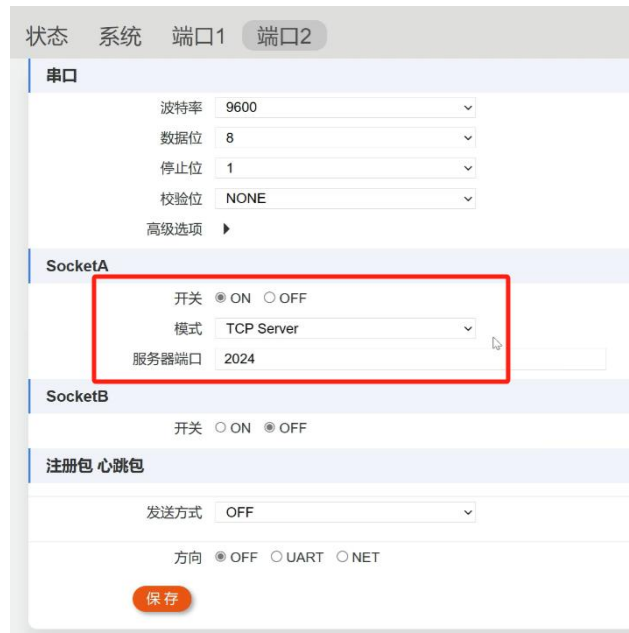 状态 系统 端口1 端口2
串口
波特率 9600
数据位 8
停止位 1
校验位 NONE
高级选项
SocketA
开关 ON OFF
模式 TCP Server
服务器端口 2024
SocketB
开关 ON OFF
注册包 心跳包
发送方式 OFF
方向 OFF UART NET
保存